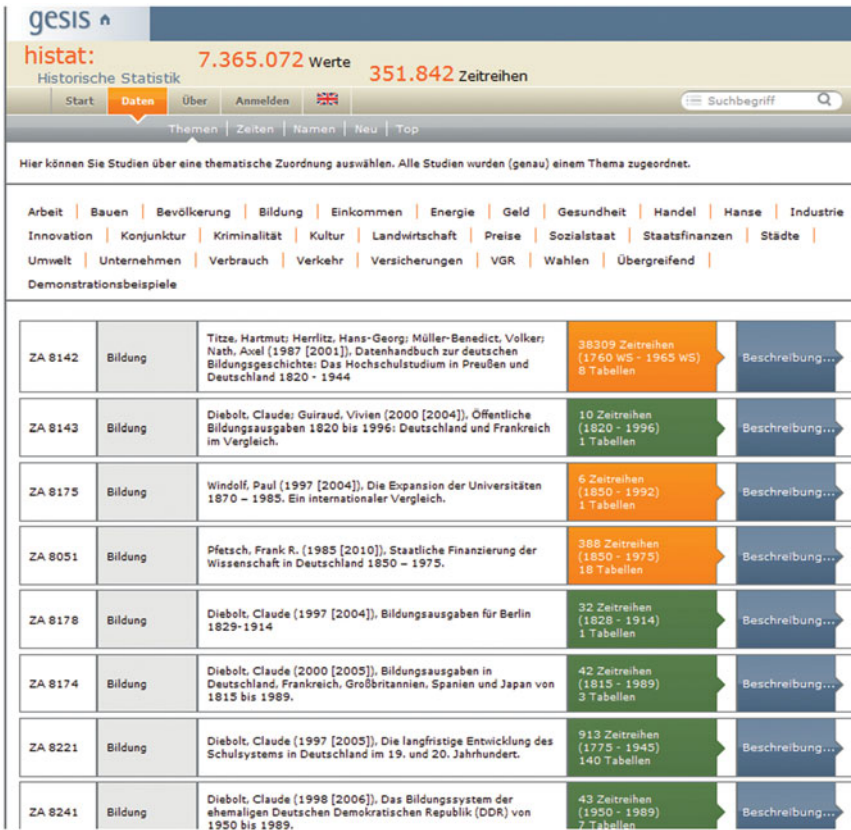 gesis
histat:
Historische Statistik
7.365.072 Werte
351.842 Zeitreihen
Start Daten Über Anmelden Suchbegriff
Themen | Zeiten | Namen | Neu | Top
Hier können Sie Studien über eine thematische Zuordnung auswählen. Alle Studien wurden (genau) einem Thema zugeordnet.
Arbeit | Bauen | Bevölkerung | Bildung | Einkommen | Energie | Geld | Gesundheit | Handel | Hanse | Industrie
Innovation | Konjunktur | Kriminalität | Kultur | Landwirtschaft | Preise | Sozialstaat | Staatsfinanzen | Städte |
Umwelt | Unternehmen | Verbrauch | Verkehr | Versicherungen | VGR | Wahlen | Übergreifend |
Demonstrationsbeispiele
ZA 8142
Bildung
Titze, Hartmut; Herrlitz, Hans-Georg; Müller-Benedict, Volker;
Nath, Axel (1987 [2001]), Datenhandbuch zur deutschen
Bildungsgeschichte: Das Hochschulstudium in Preußen und
Deutschland 1820 - 1944
38309 Zeitreihen
(1760 WS - 1965 WS)
8 Tabellen
Beschreibung...
ZA 8143
Bildung
Diebolt, Claude; Guiraud, Vivien (2000 [2004]), Öffentliche
Bildungsausgaben 1820 bis 1996: Deutschland und Frankreich
im Vergleich.
10 Zeitreihen
(1820 - 1996)
1 Tabellen
Beschreibung...
ZA 8175
Bildung
Windolf, Paul (1997 [2004]), Die Expansion der Universitäten
1870 – 1985. Ein internationaler Vergleich.
6 Zeitreihen
(1850 - 1992)
1 Tabellen
Beschreibung...
ZA 8051
Bildung
Pfetsch, Frank R. (1985 [2010]), Staatliche Finanzierung der
Wissenschaft in Deutschland 1850 – 1975.
388 Zeitreihen
(1850 - 1975)
18 Tabellen
Beschreibung...
ZA 8178
Bildung
Diebolt, Claude (1997 [2004]), Bildungsausgaben für Berlin
1829-1914
32 Zeitreihen
(1828 - 1914)
1 Tabellen
Beschreibung...
ZA 8174
Bildung
Diebolt, Claude (2000 [2005]), Bildungsausgaben in
Deutschland, Frankreich, Großbritannien, Spanien und Japan von
1815 bis 1989.
42 Zeitreihen
(1815 - 1989)
3 Tabellen
Beschreibung...
ZA 8221
Bildung
Diebolt, Claude (1997 [2005]), Die langfristige Entwicklung des
Schulsystems in Deutschland im 19. und 20. Jahrhundert.
913 Zeitreihen
(1775 - 1945)
140 Tabellen
Beschreibung...
ZA 8241
Bildung
Diebolt, Claude (1998 [2006]), Das Bildungssystem der
ehemaligen Deutschen Demokratischen Republik (DDR) von
1950 bis 1989.
43 Zeitreihen
(1950 - 1989)
7 Tabellen
Beschreibung...